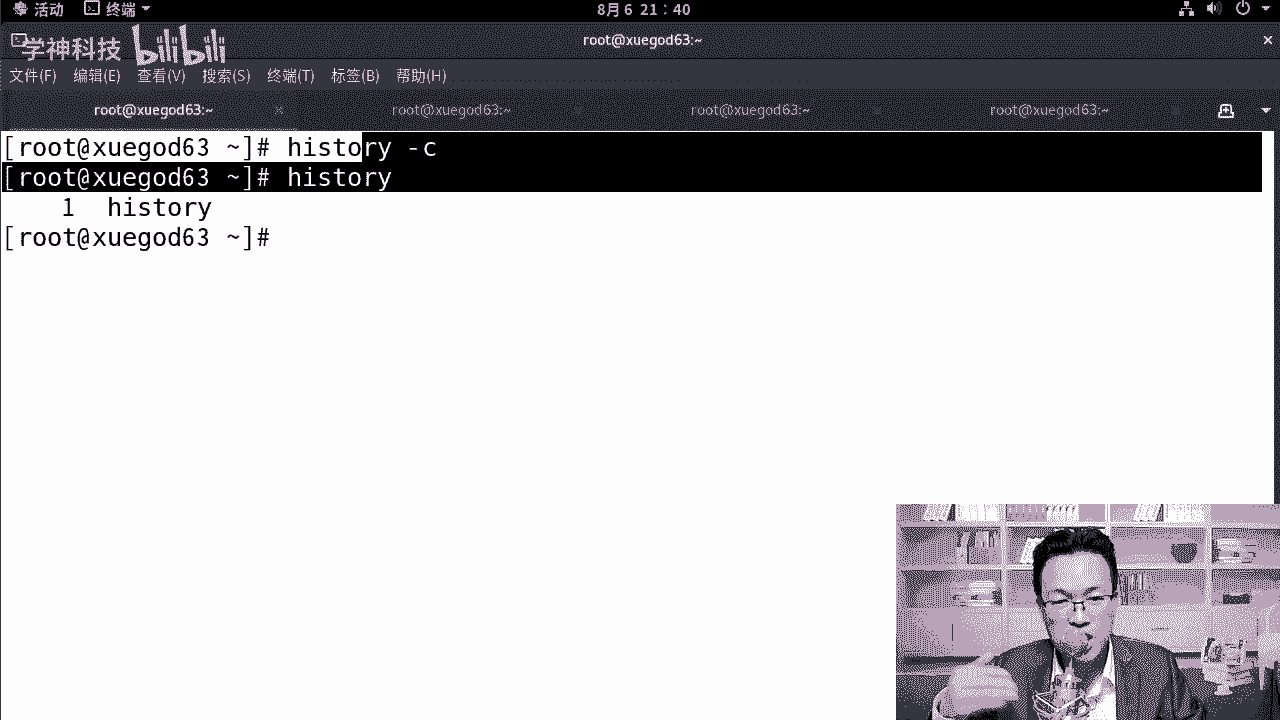 活动 终端 8月6 21：40
学神科技 bilibili root@xuegod63:~ ×
文件(F) 编辑(E) 查看(V) 搜索(S) 终端(T) 标签(B) 帮助(H)
root@xuegod63:~ × root@xuegod63:~ root@xuegod63:~ root@xuegod63:~
[root@xuegod63 ~]# history -c
[root@xuegod63 ~]# history
1 history
[root@xuegod63 ~]#